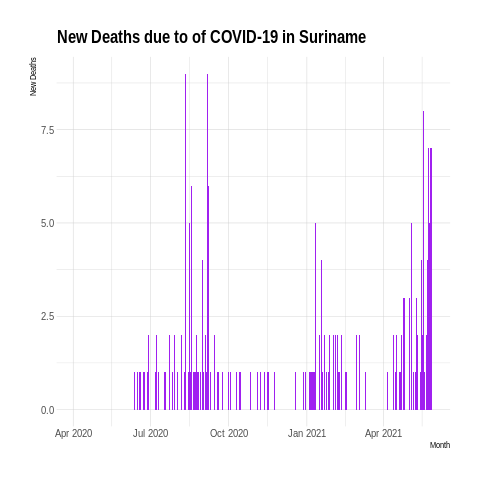 New Deaths due to of COVID-19 in Suriname
New Deaths
7.5
5.0
2.5
0.0
Apr 2020 Jul 2020 Oct 2020 Jan 2021 Apr 2021
Month